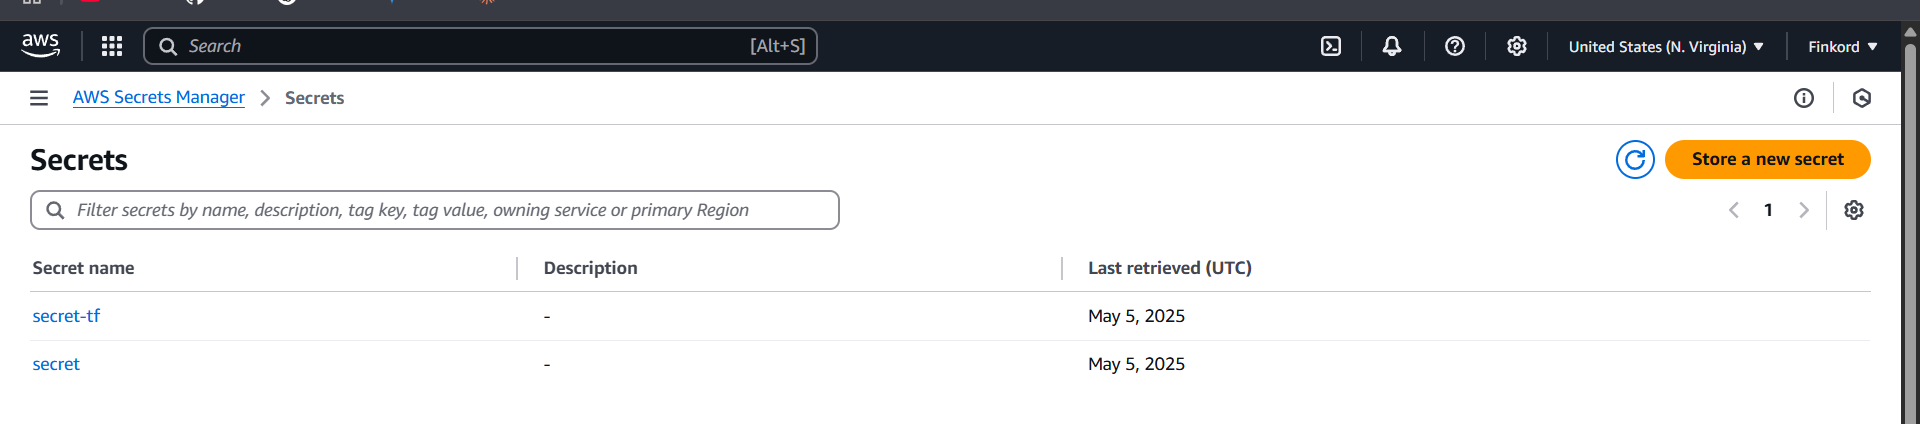 aws
Search [Alt+S] United States (N. Virginia) Finkord
AWS Secrets Manager Secrets
Secrets
Store a new secret
Filter secrets by name, description, tag key, tag value, owning service or primary Region
1
Secret name Description Last retrieved (UTC)
secret-tf - May 5, 2025
secret - May 5, 2025